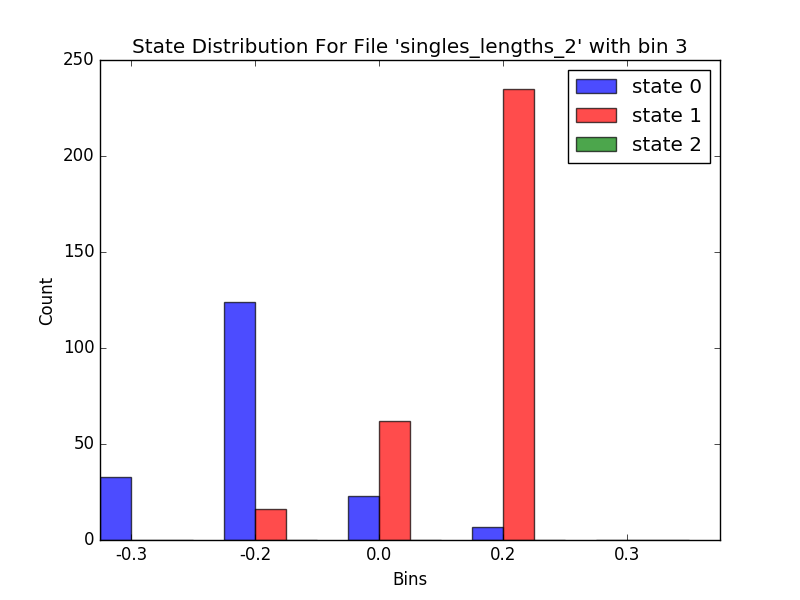 State Distribution For File 'singles_lengths_2' with bin 3
250
200
150
100
50
0
Count
state 0
state 1
state 2
-0.3 -0.2 0.0 0.2 0.3
Bins